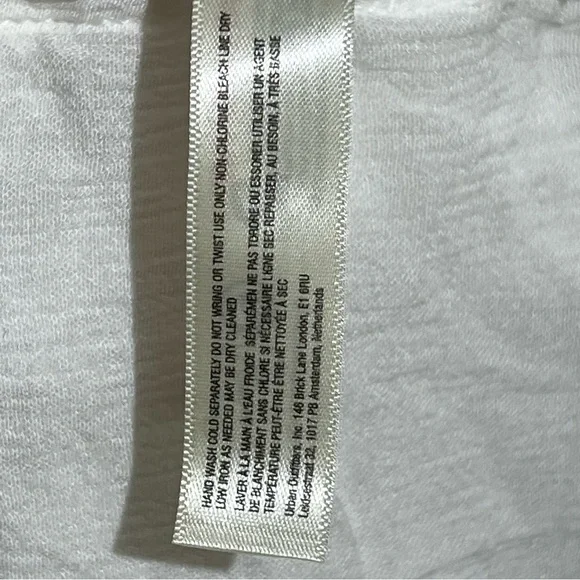 HAND WASH COLD SEPARATELY DO NOT WRING OR TWIST USE ONLY NON-CHLORINE BLEACH LINE DRY
LOW IRON AS NEEDED MAY BE DRY CLEANED
LAVER À LA MAIN À L'EAU FROIDE SÉPARÉMEN NE PAS TORDRE OU ESSORER UTILISER UN AGENT
DE BLANCHIMENT SANS CHLORE SI NÉCESSAIRE LIGNE SEC REPASSER, AU BESOIN, À TRÈS BASSE
TEMPÉRATURE PEUT-ÊTRE ÊTRE NETTOYÉE À SEC
Urban Outfitters, Inc. 146 Brick Lane London, E1 6RU
Leidsestraat 32, 1017 PB Amsterdam, Netherlands